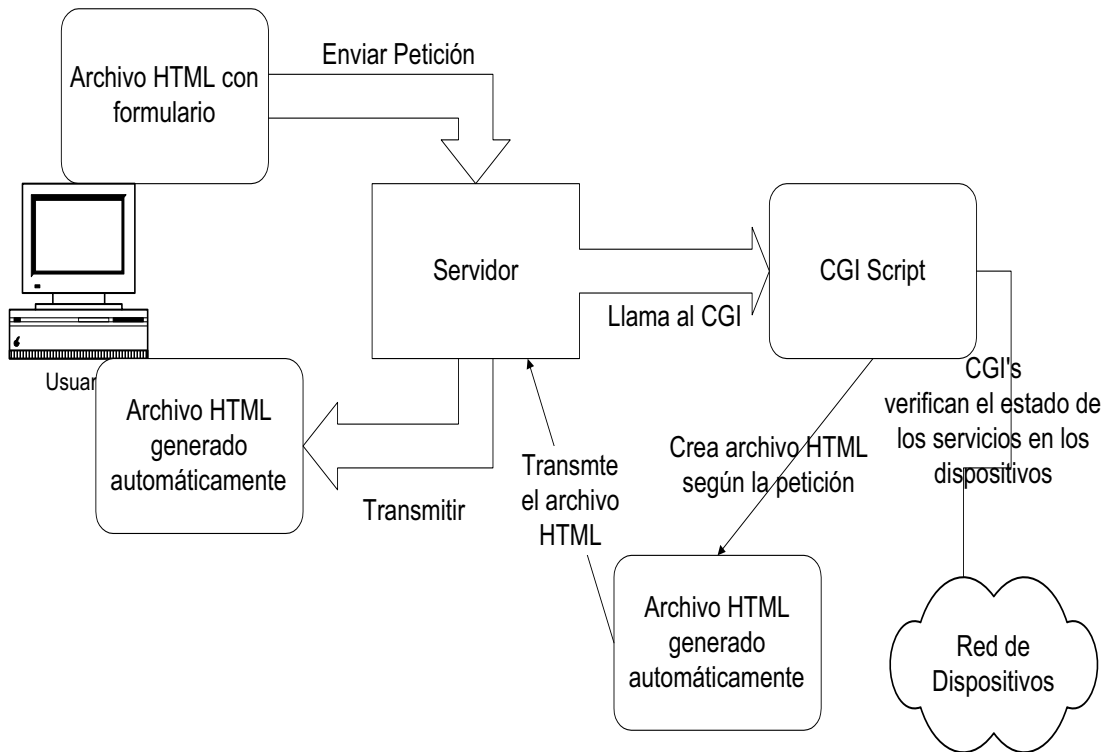 Archivo HTML con
formulario
Enviar Petición
Servidor
CGI Script
Llama al CGI
Usuar
Archivo HTML
generado
automáticamente
Transmitir
Transmte
el archivo
HTML
Crea archivo HTML
según la petición
CGI's
verifican el estado de
los servicios en los
dispositivos
Archivo HTML
generado
automáticamente
Red de
Dispositivos